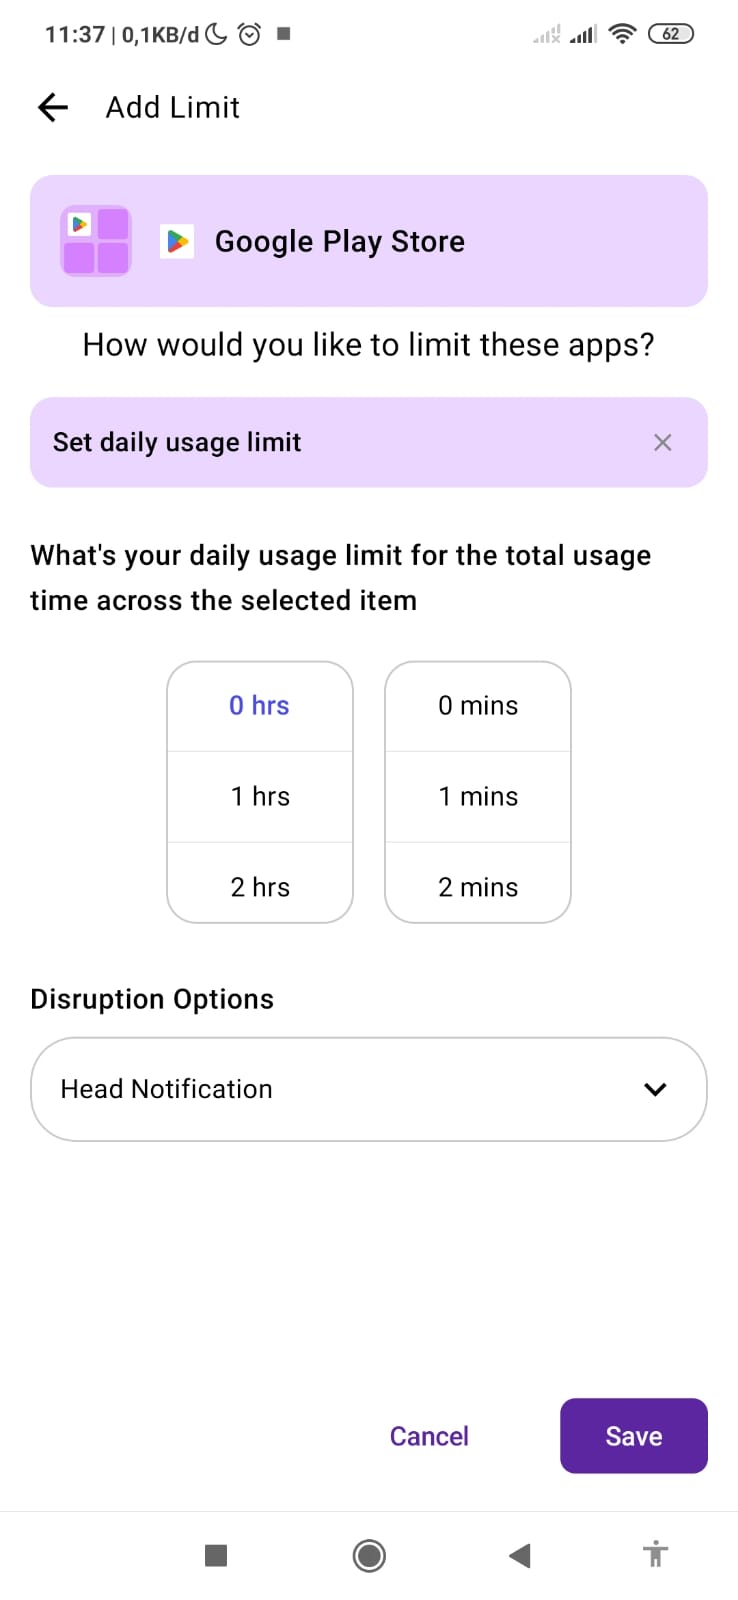 11:37 | 0,1KB/d
62
Add Limit
Google Play Store
How would you like to limit these apps?
Set daily usage limit
What's your daily usage limit for the total usage
time across the selected item
0 hrs
0 mins
1 hrs
1 mins
2 hrs
2 mins
Disruption Options
Head Notification
Cancel
Save